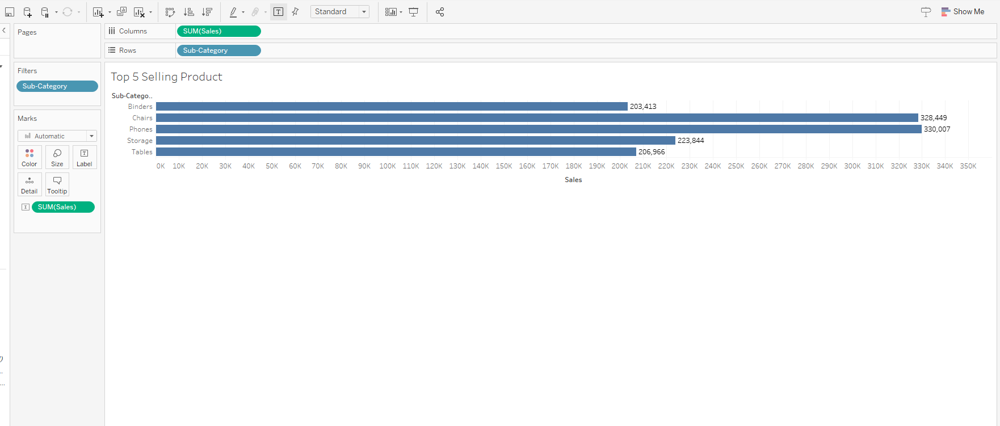 Standard
Show Me
Pages
Columns
SUM(Sales)
Rows
Sub-Category
Filters
Sub-Category
Marks
Automatic
Color
Size
Label
Detail
Tooltip
SUM(Sales)
Top 5 Selling Product
Sub-Catego..
Binders 203,413
Chairs 328,449
Phones 330,007
Storage 223,844
Tables 206,966
0K 10K 20K 30K 40K 50K 60K 70K 80K 90K 100K 110K 120K 130K 140K 150K 160K 170K 180K 190K 200K 210K 220K 230K 240K 250K 260K 270K 280K 290K 300K 310K 320K 330K 340K 350K
Sales